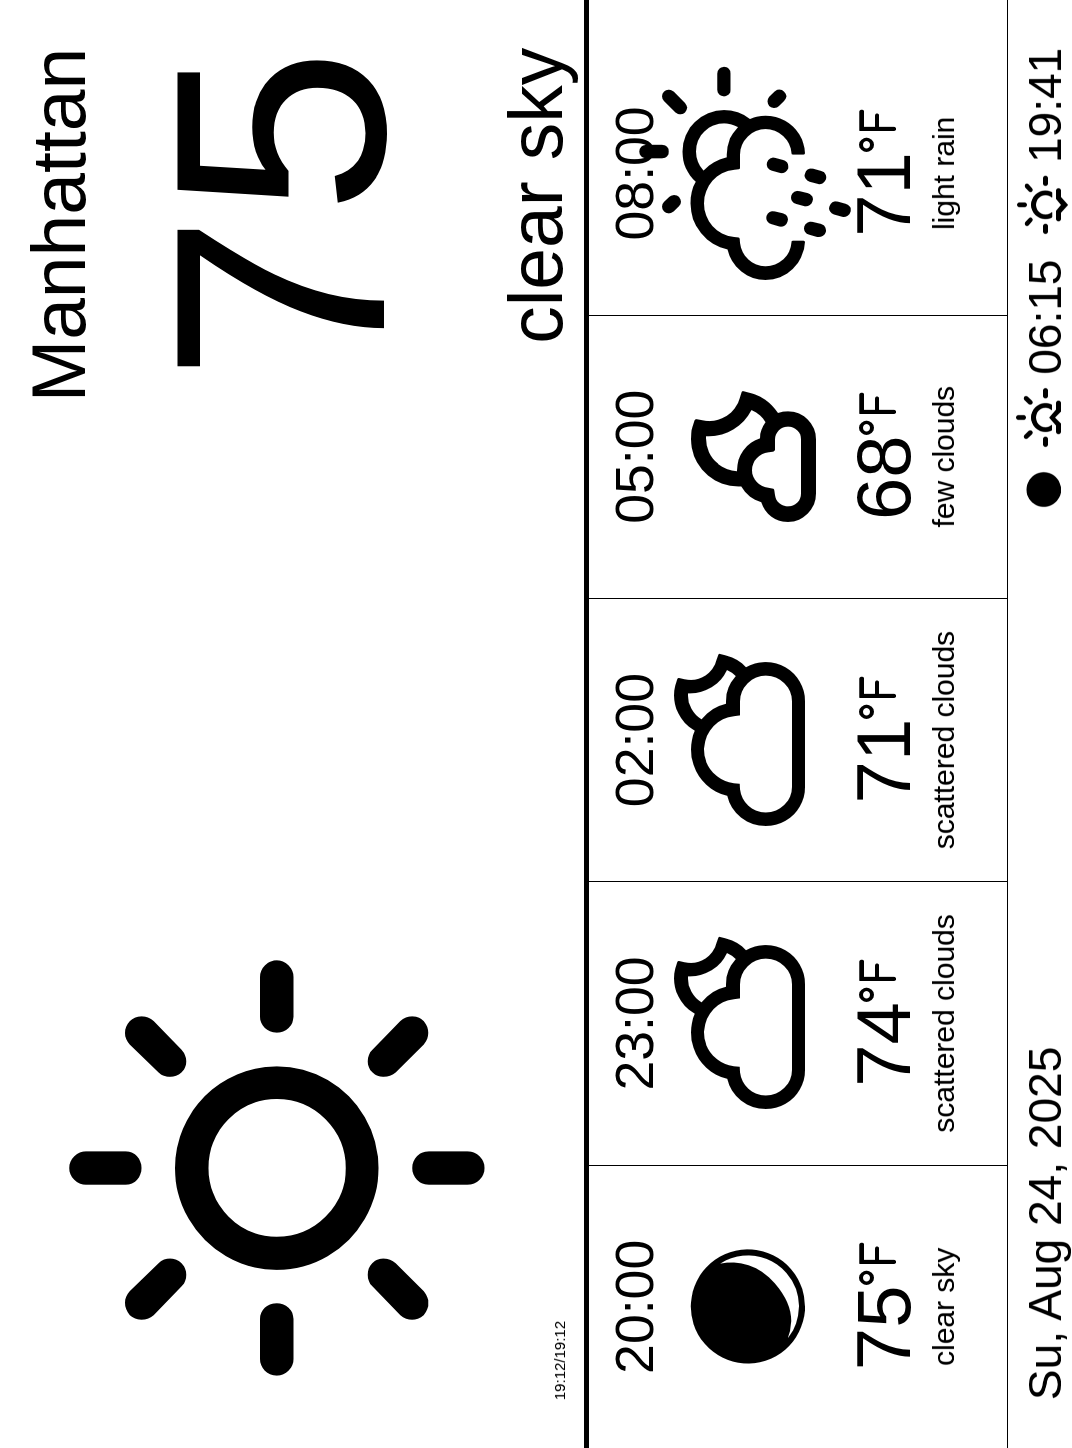 Manhattan
75
clear sky
19:12/19:12
20:00
75°F
clear sky
23:00
74°F
scattered clouds
02:00
71°F
scattered clouds
05:00
68°F
few clouds
08:00
71°F
light rain
Su, Aug 24, 2025
06:15 19:41